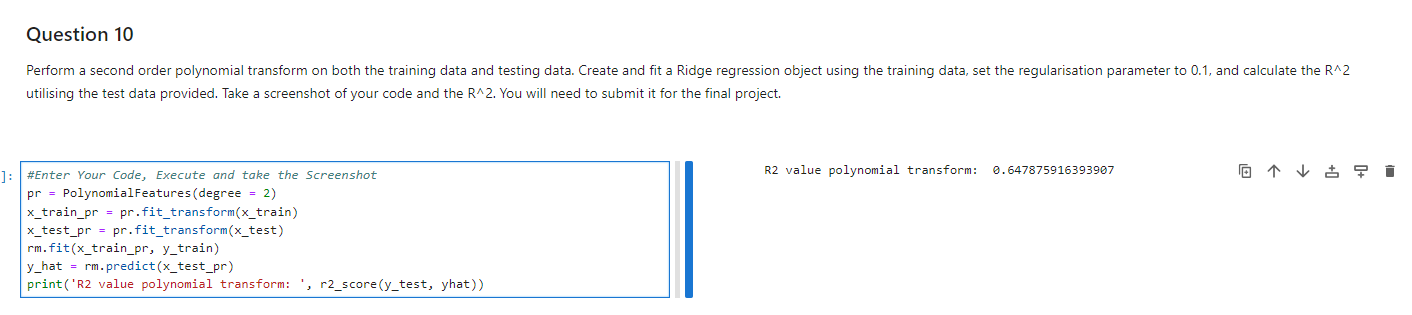 Question 10
Perform a second order polynomial transform on both the training data and testing data. Create and fit a Ridge regression object using the training data, set the regularisation parameter to 0.1, and calculate the R^2
utilising the test data provided. Take a screenshot of your code and the R^2. You will need to submit it for the final project.
]: #Enter Your Code, Execute and take the Screenshot
pr = PolynomialFeatures(degree = 2)
x_train_pr = pr.fit_transform(x_train)
x_test_pr = pr.fit_transform(x_test)
rm.fit(x_train_pr, y_train)
y_hat = rm.predict(x_test_pr)
print('R2 value polynomial transform: ', r2_score(y_test, yhat))
R2 value polynomial transform:  0.647875916393907